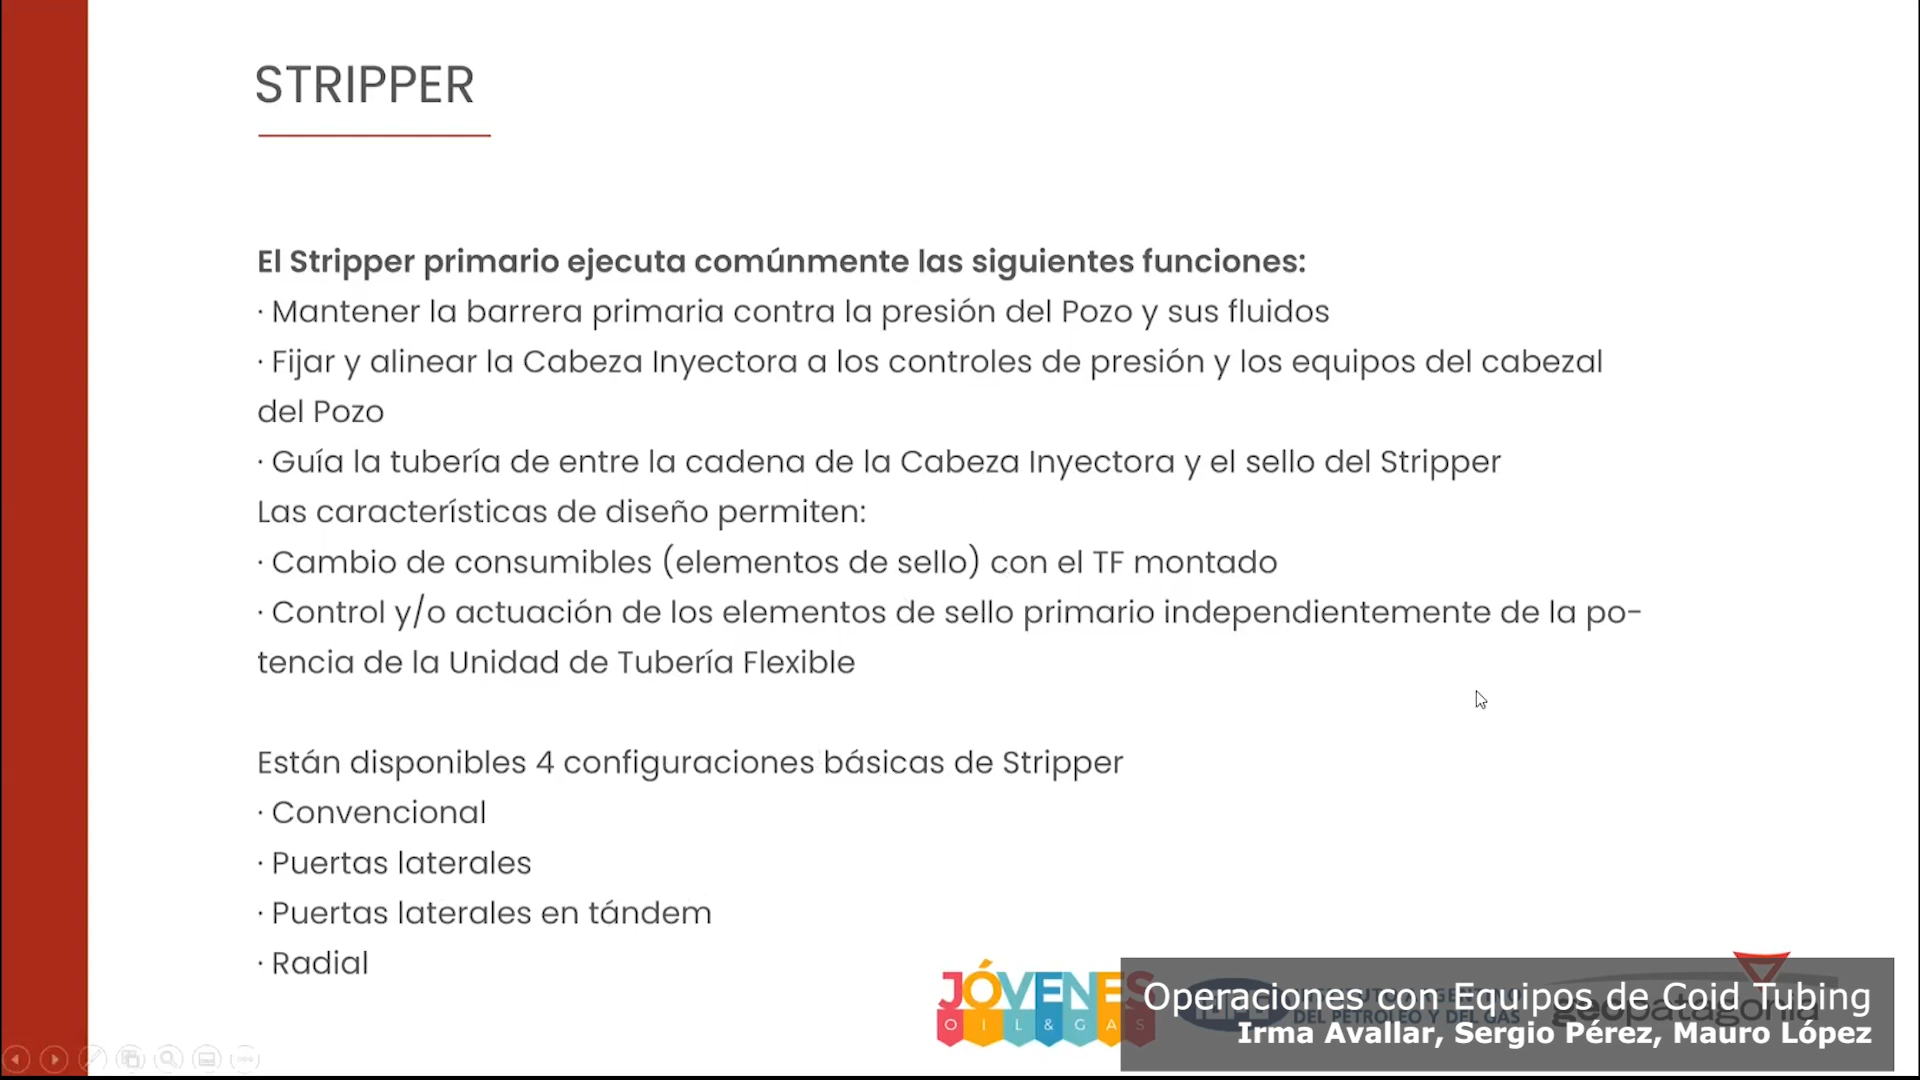 STRIPPER
El Stripper primario ejecuta comúnmente las siguientes funciones:
· Mantener la barrera primaria contra la presión del Pozo y sus fluidos
· Fijar y alinear la Cabeza Inyectora a los controles de presión y los equipos del cabezal
del Pozo
· Guía la tubería de entre la cadena de la Cabeza Inyectora y el sello del Stripper
Las características de diseño permiten:
· Cambio de consumibles (elementos de sello) con el TF montado
· Control y/o actuación de los elementos de sello primario independientemente de la po-
tencia de la Unidad de Tubería Flexible
Están disponibles 4 configuraciones básicas de Stripper
· Convencional
· Puertas laterales
· Puertas laterales en tándem
· Radial
JÓVENES
OIL & GAS
DEL PETROLEO Y DEL GAS
geopatagonia
Operaciones con Equipos de Coid Tubing
Irma Avallar, Sergio Pérez, Mauro López